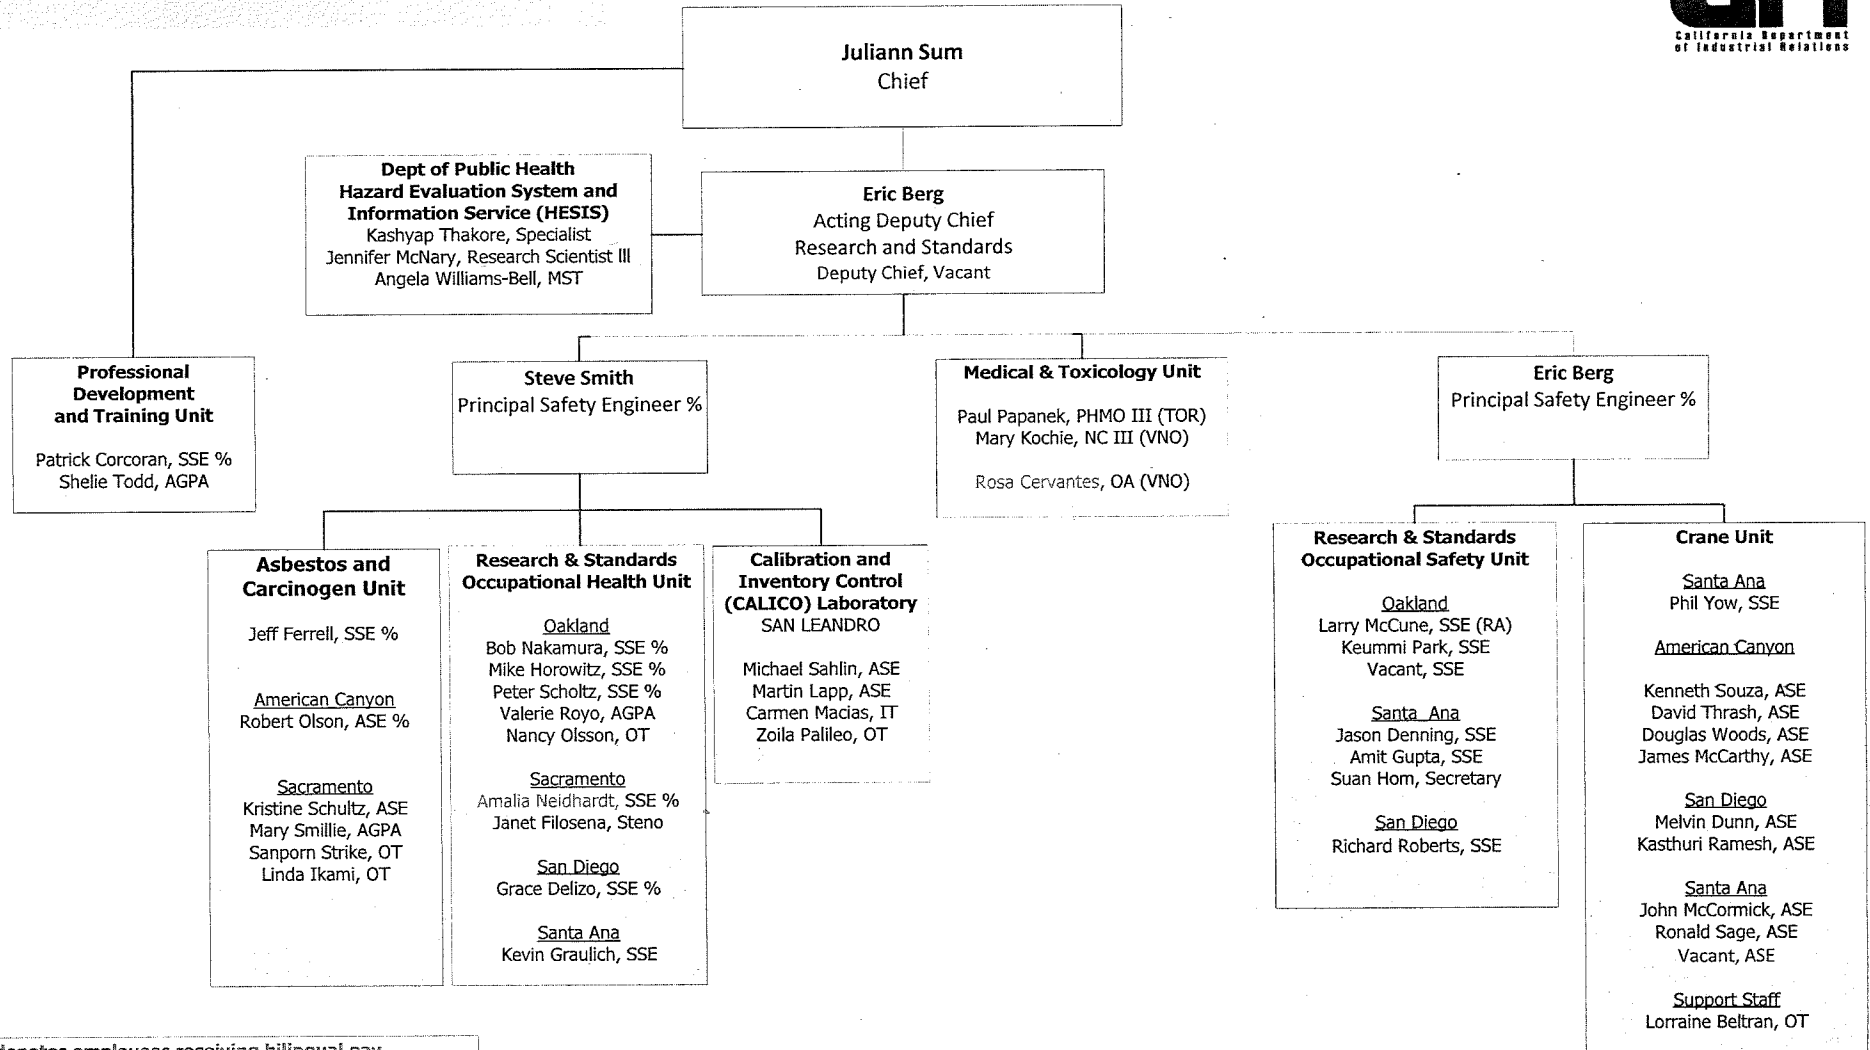 California Department
of Industrial Relations
Juliann Sum
Chief
Dept of Public Health
Hazard Evaluation System and
Information Service (HESIS)
Kashyap Thakore, Specialist
Jennifer McNary, Research Scientist III
Angela Williams-Bell, MST
Eric Berg
Acting Deputy Chief
Research and Standards
Deputy Chief, Vacant
Professional
Development
and Training Unit
Patrick Corcoran, SSE %
Shelie Todd, AGPA
Steve Smith
Principal Safety Engineer %
Medical & Toxicology Unit
Paul Papanek, PHMO III (TOR)
Mary Kochie, NC III (VNO)
Rosa Cervantes, OA (VNO)
Eric Berg
Principal Safety Engineer %
Asbestos and
Carcinogen Unit
Jeff Ferrell, SSE %
American Canyon
Robert Olson, ASE %
Sacramento
Kristine Schultz, ASE
Mary Smillie, AGPA
Sanporn Strike, OT
Linda Ikami, OT
Research & Standards
Occupational Health Unit
Oakland
Bob Nakamura, SSE %
Mike Horowitz, SSE %
Peter Scholtz, SSE %
Valerie Royo, AGPA
Nancy Olsson, OT
Sacramento
Amalia Neidhardt, SSE %
Janet Filosena, Steno
San Diego
Grace Delizo, SSE %
Santa Ana
Kevin Graulich, SSE
Calibration and
Inventory Control
(CALICO) Laboratory
SAN LEANDRO
Michael Sahlin, ASE
Martin Lapp, ASE
Carmen Macias, IT
Zoila Palileo, OT
Research & Standards
Occupational Safety Unit
Oakland
Larry McCune, SSE (RA)
Keummi Park, SSE
Vacant, SSE
Santa Ana
Jason Denning, SSE
Amit Gupta, SSE
Suan Hom, Secretary
San Diego
Richard Roberts, SSE
Crane Unit
Santa Ana
Phil Yow, SSE
American Canyon
Kenneth Souza, ASE
David Thrash, ASE
Douglas Woods, ASE
James McCarthy, ASE
San Diego
Melvin Dunn, ASE
Kasthuri Ramesh, ASE
Santa Ana
John McCormick, ASE
Ronald Sage, ASE
Vacant, ASE
Support Staff
Lorraine Beltran, OT
denotes employees receiving bilingual pay